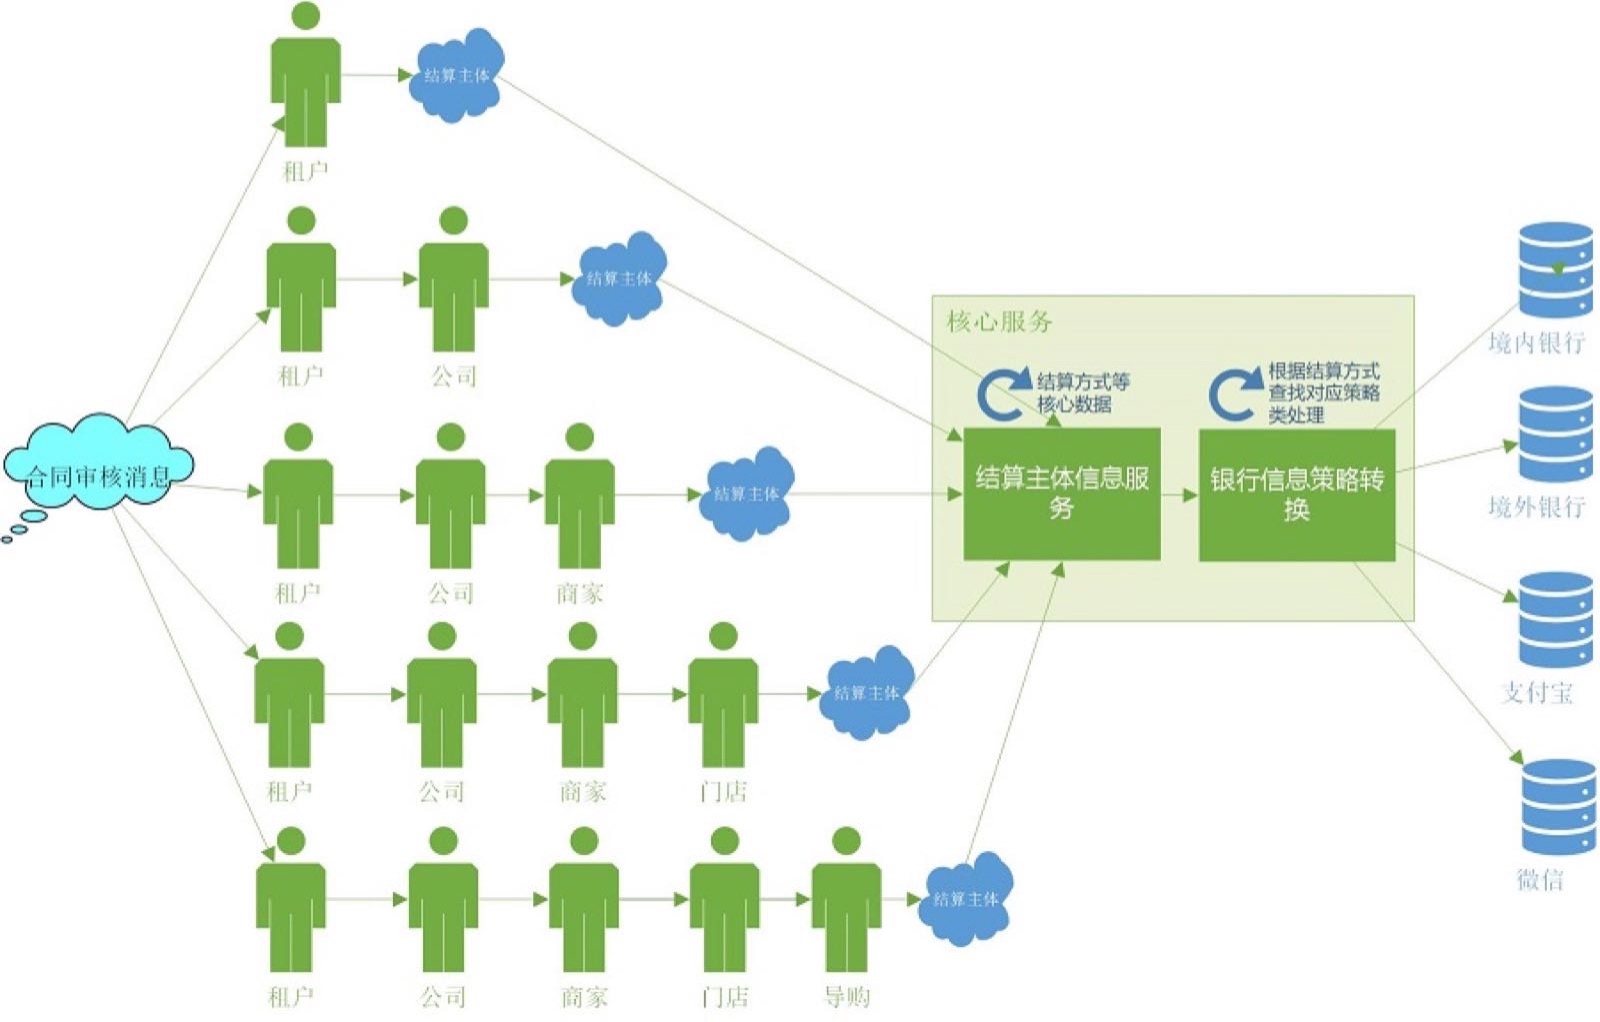 结算主体
租户
结算主体
租户
公司
合同审核消息
结算主体
租户
公司
商家
结算主体
租户
公司
商家
门店
结算主体
租户
公司
商家
门店
导购
核心服务
结算方式等
核心数据
根据结算方式
查找对应策略
类处理
结算主体信息服
务
银行信息策略转
换
境内银行
境外银行
支付宝
微信